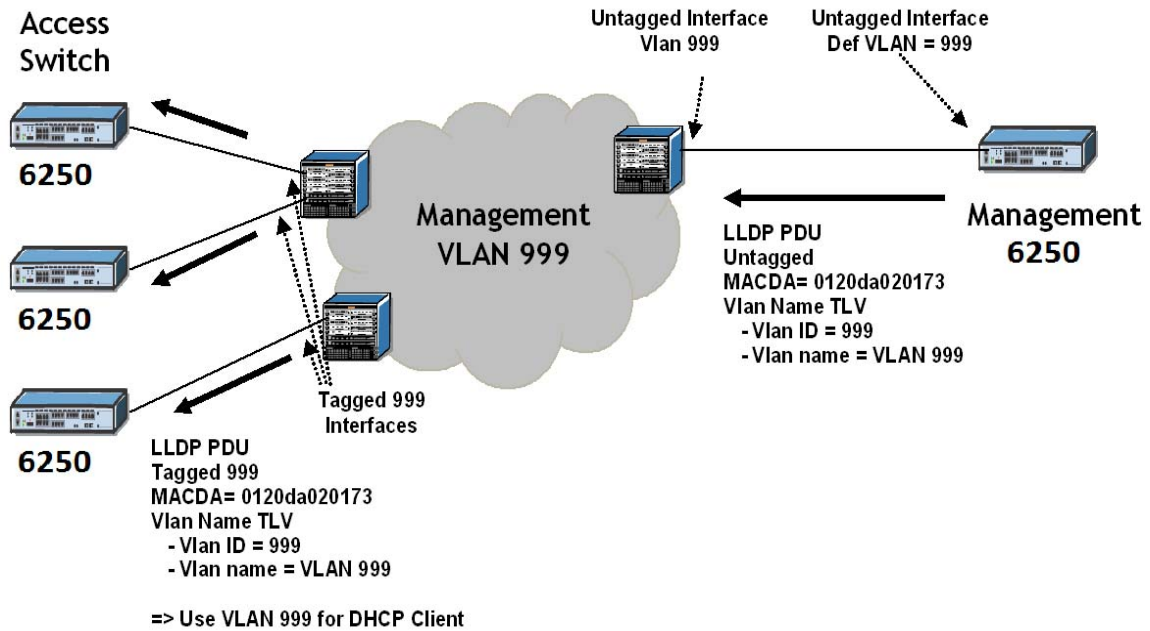 Access
Switch
6250
6250
6250
Untagged Interface
Vlan 999
Untagged Interface
Def VLAN = 999
Management
VLAN 999
Management
6250
LLDP PDU
Untagged
MACDA= 0120da020173
Vlan Name TLV
- Vlan ID = 999
- Vlan name = VLAN 999
Tagged 999
Interfaces
LLDP PDU
Tagged 999
MACDA= 0120da020173
Vlan Name TLV
- Vlan ID = 999
- Vlan name = VLAN 999
=> Use VLAN 999 for DHCP Client